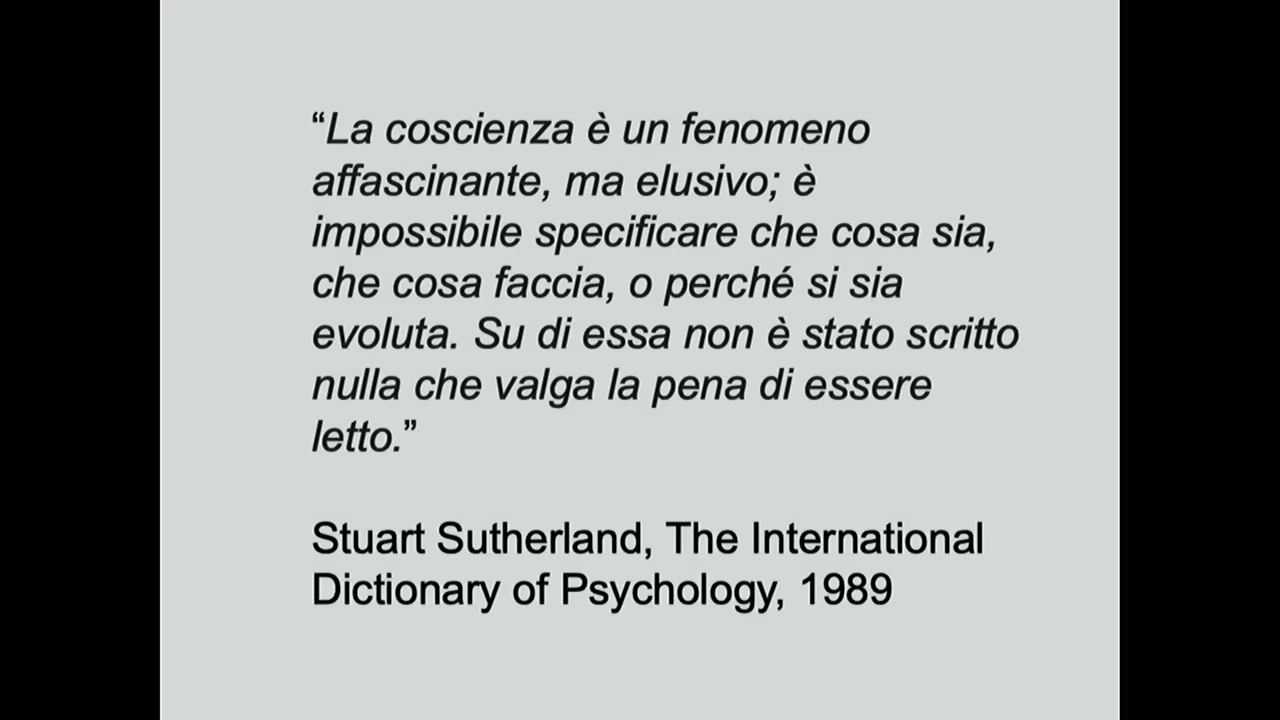 “La coscienza è un fenomeno
affascinante, ma elusivo; è
impossibile specificare che cosa sia,
che cosa faccia, o perché si sia
evoluta. Su di essa non è stato scritto
nulla che valga la pena di essere
letto.”
Stuart Sutherland, The International
Dictionary of Psychology, 1989